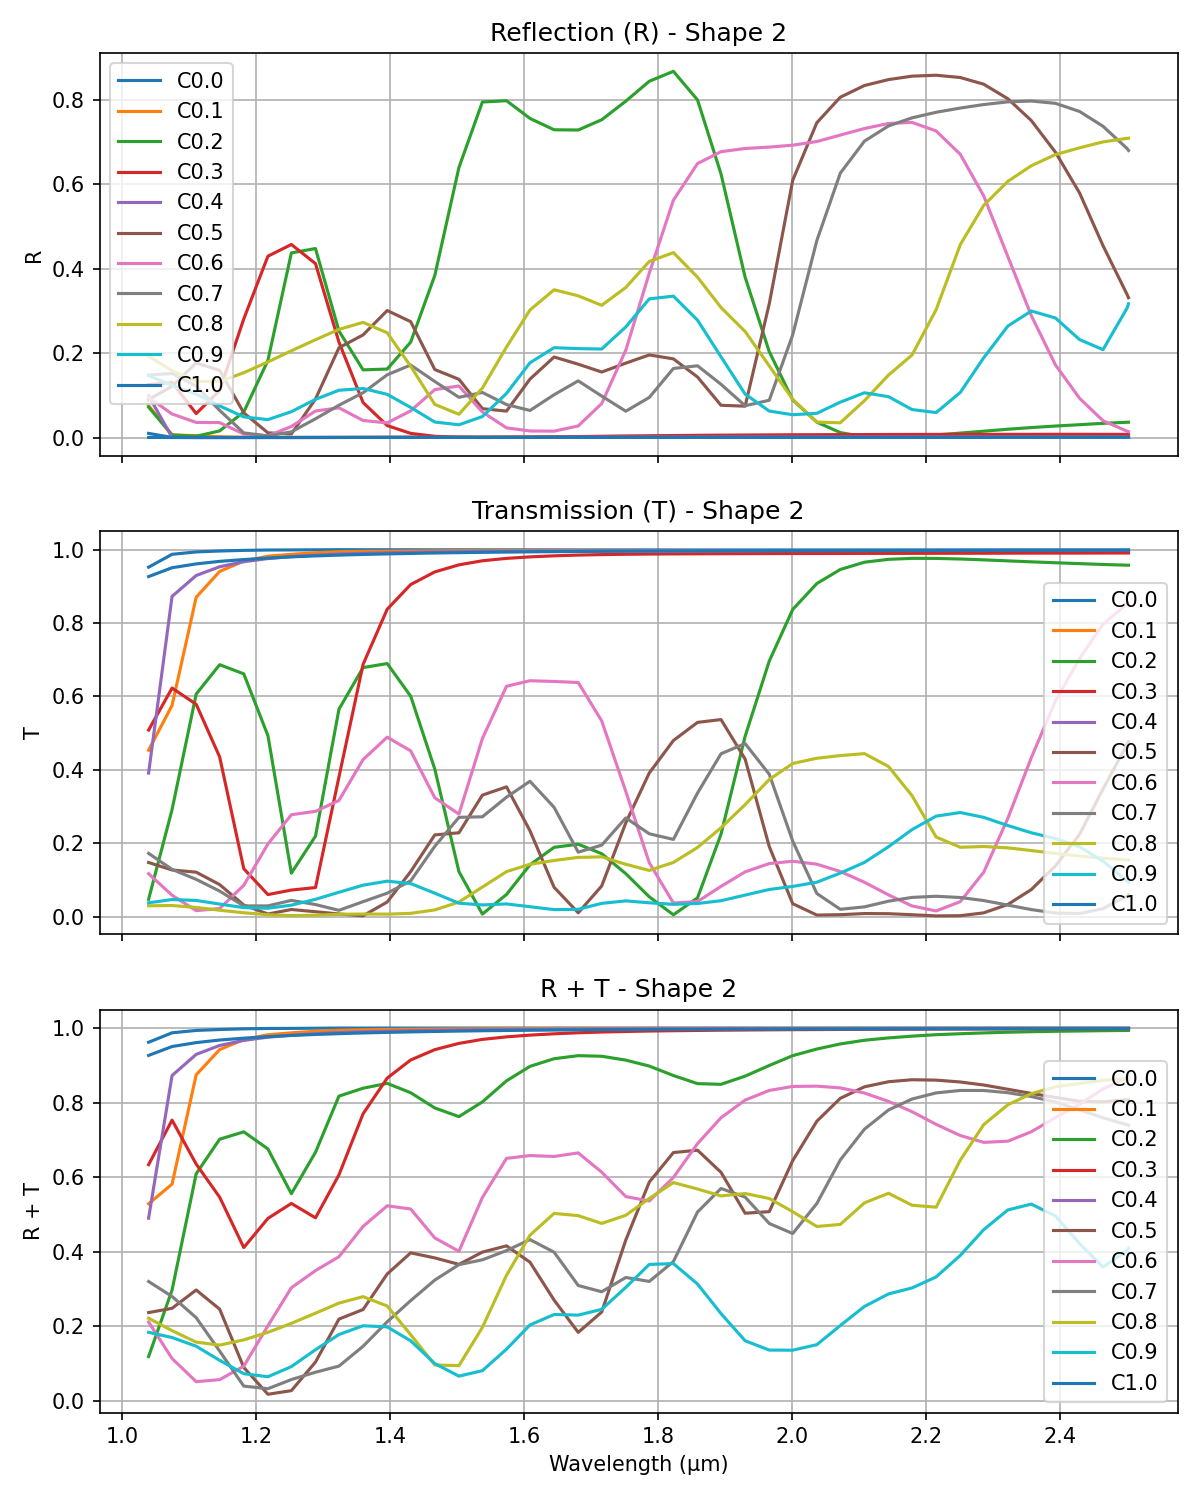 Reflection (R) - Shape 2
R
0.8
0.6
0.4
0.2
0.0
C0.0
C0.1
C0.2
C0.3
C0.4
C0.5
C0.6
C0.7
C0.8
C0.9
C1.0
Transmission (T) - Shape 2
T
1.0
0.8
0.6
0.4
0.2
0.0
C0.0
C0.1
C0.2
C0.3
C0.4
C0.5
C0.6
C0.7
C0.8
C0.9
C1.0
R + T - Shape 2
R + T
1.0
0.8
0.6
0.4
0.2
0.0
C0.0
C0.1
C0.2
C0.3
C0.4
C0.5
C0.6
C0.7
C0.8
C0.9
C1.0
1.0 1.2 1.4 1.6 1.8 2.0 2.2 2.4
Wavelength (μm)